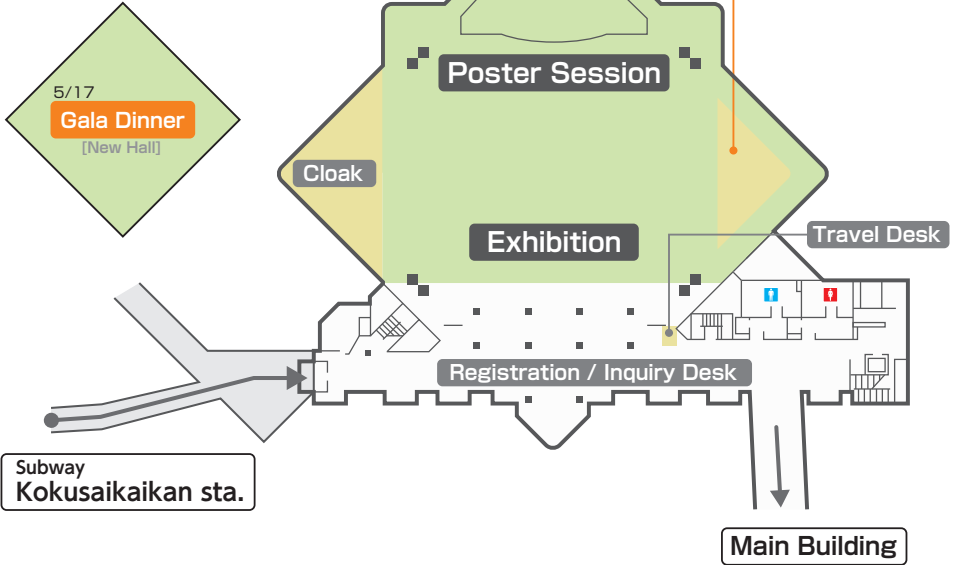 Poster Session
5/17
Gala Dinner
[New Hall]
Cloak
Exhibition
Travel Desk
Registration / Inquiry Desk
Subway
Kokusaikaikan sta.
Main Building